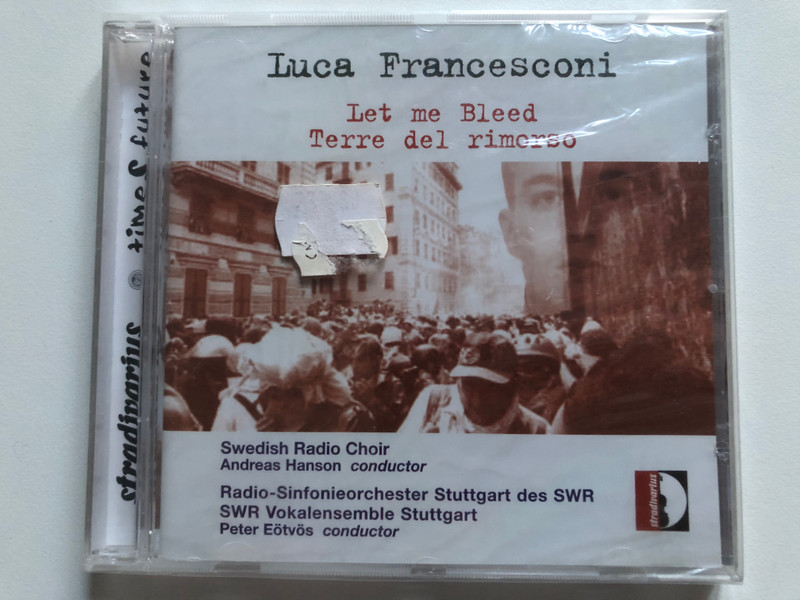 Luca Francesconi
Let me Bleed
Terre del rimorso
Swedish Radio Choir
Andreas Hanson conductor
Radio-Sinfonieorchester Stuttgart des SWR
SWR Vokalensemble Stuttgart
Peter Eötvös conductor
stradivarius
stradivarius
times future